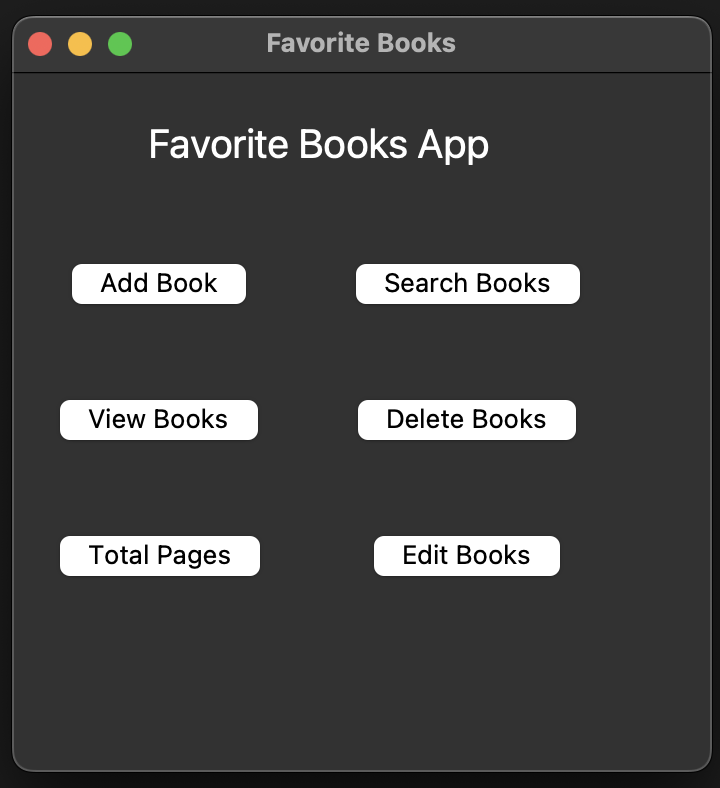 Favorite Books
Favorite Books App
Add Book
Search Books
View Books
Delete Books
Total Pages
Edit Books